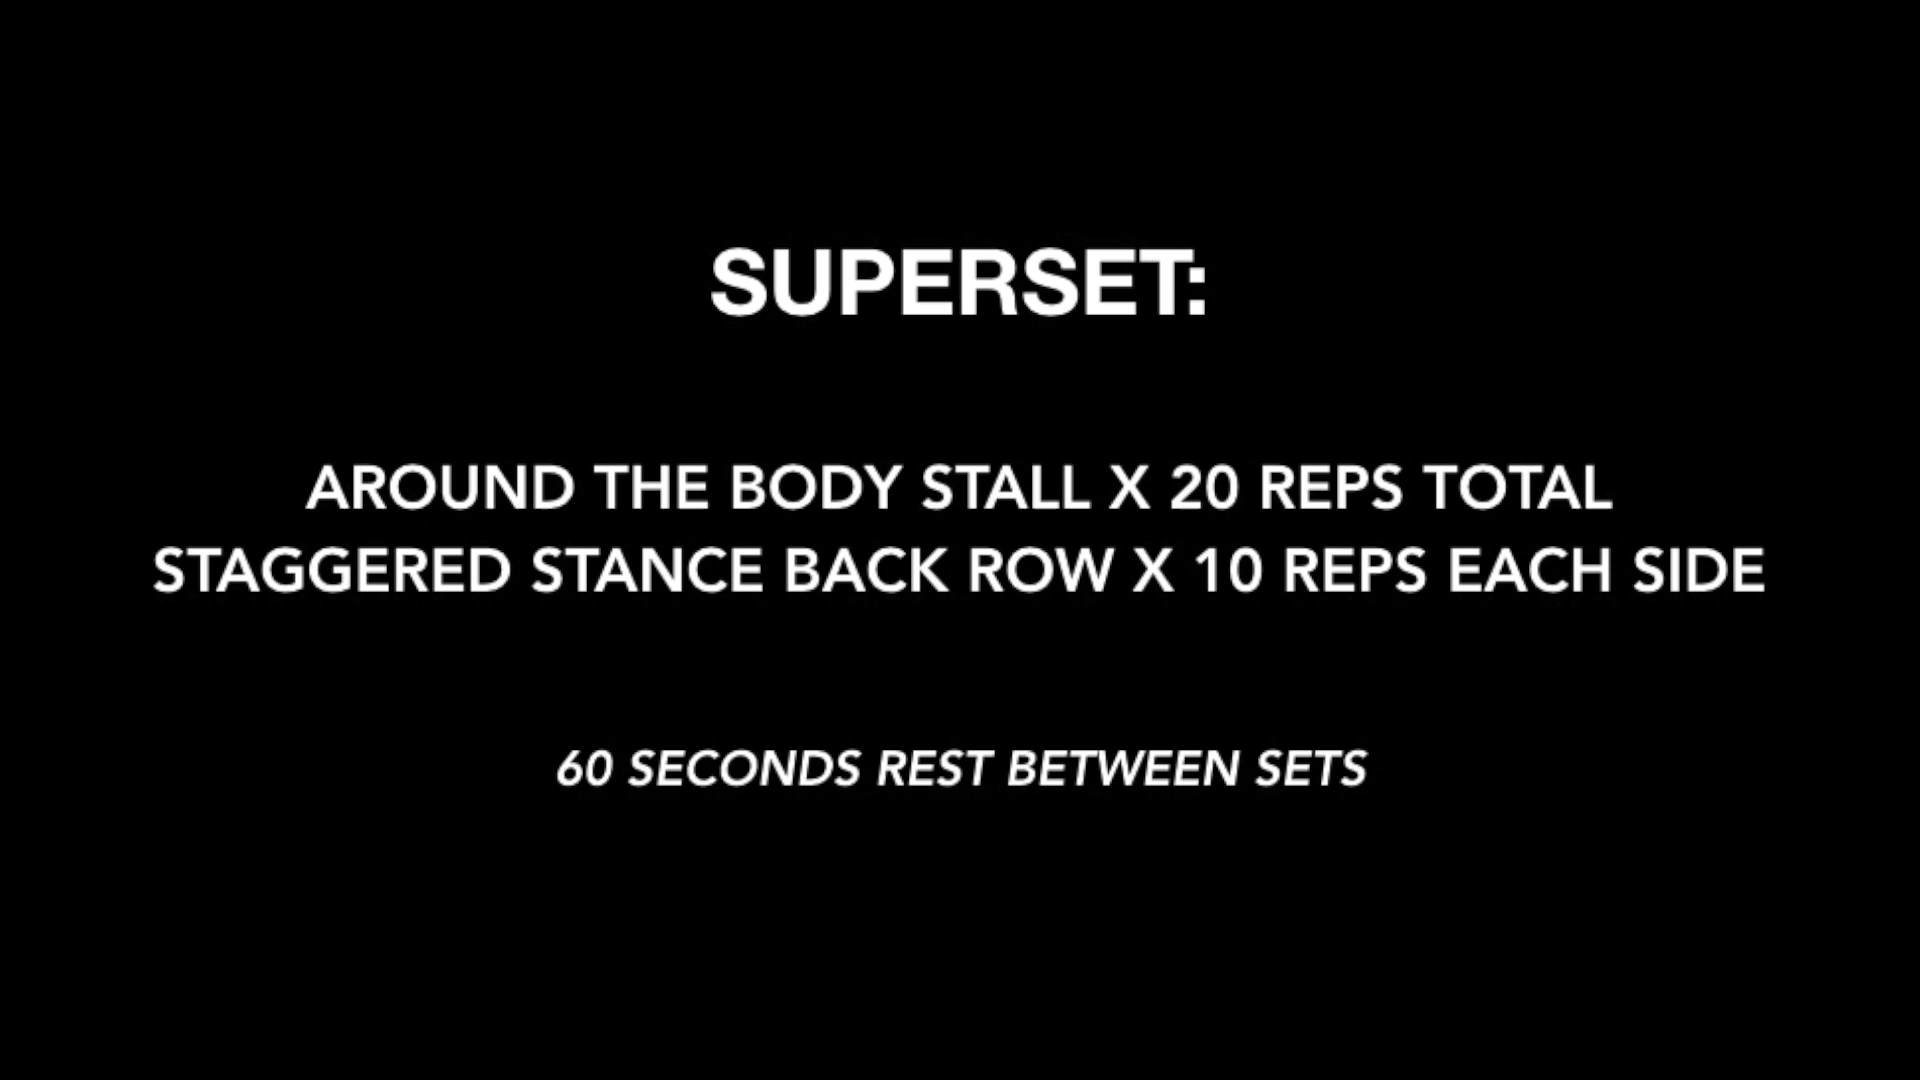 SUPERSET:
AROUND THE BODY STALL X 20 REPS TOTAL
STAGGERED STANCE BACK ROW X 10 REPS EACH SIDE
60 SECONDS REST BETWEEN SETS